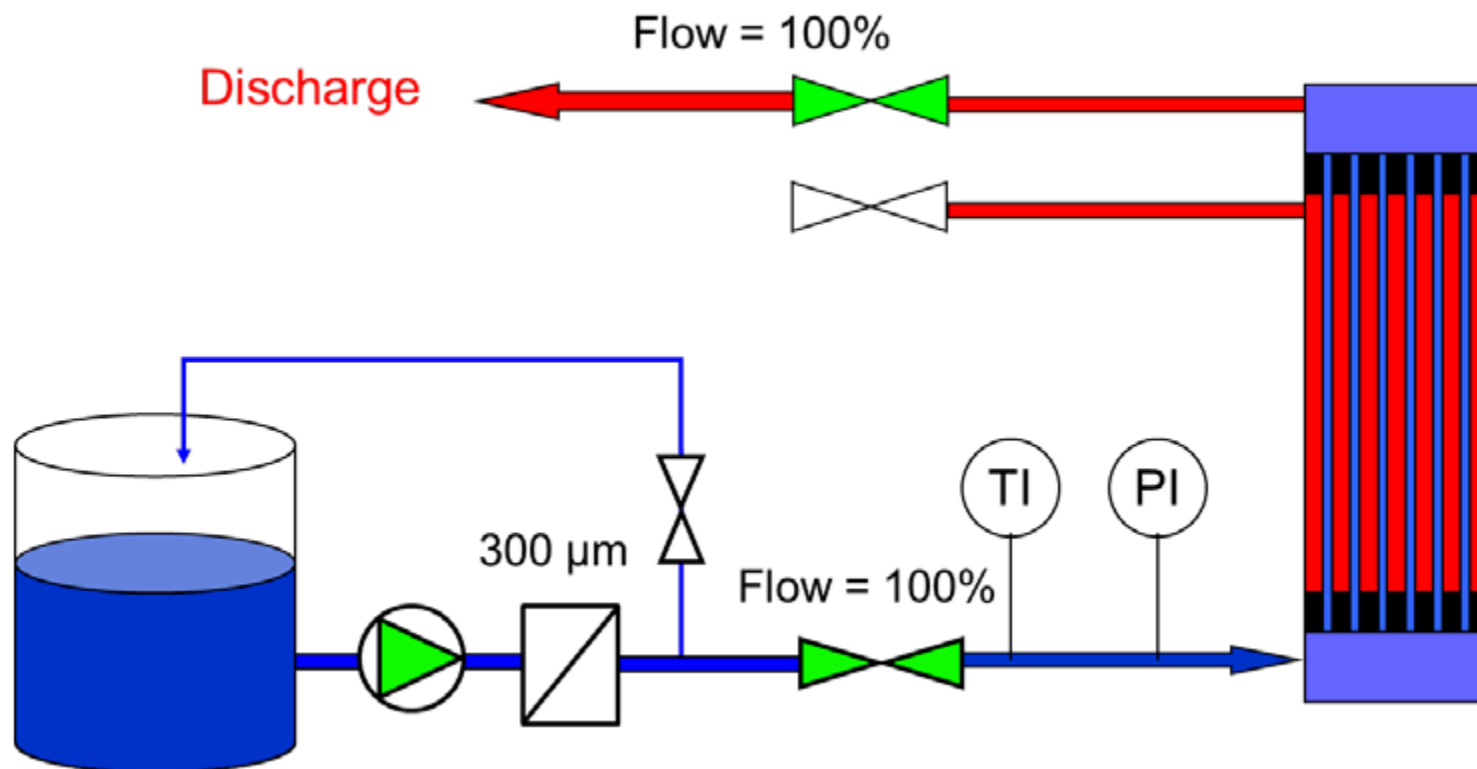 Flow = 100%
Discharge
TI
PI
300 µm
Flow = 100%